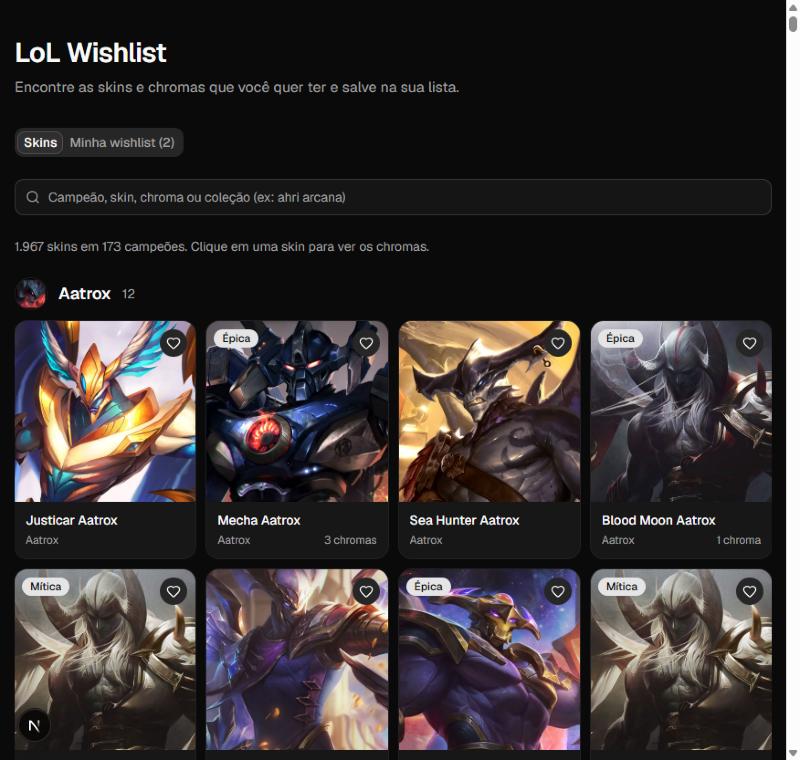 LoL Wishlist
Encontre as skins e chromas que você quer ter e salve na sua lista.
Skins Minha wishlist (2)
Campeão, skin, chroma ou coleção (ex: ahri arcana)
1.967 skins em 173 campeões. Clique em uma skin para ver os chromas.
Aatrox 12
Épica Épica
Justicar Aatrox Mecha Aatrox Sea Hunter Aatrox Blood Moon Aatrox
Aatrox Aatrox 3 chromas Aatrox Aatrox 1 chroma
Mítica Épica Mítica
N